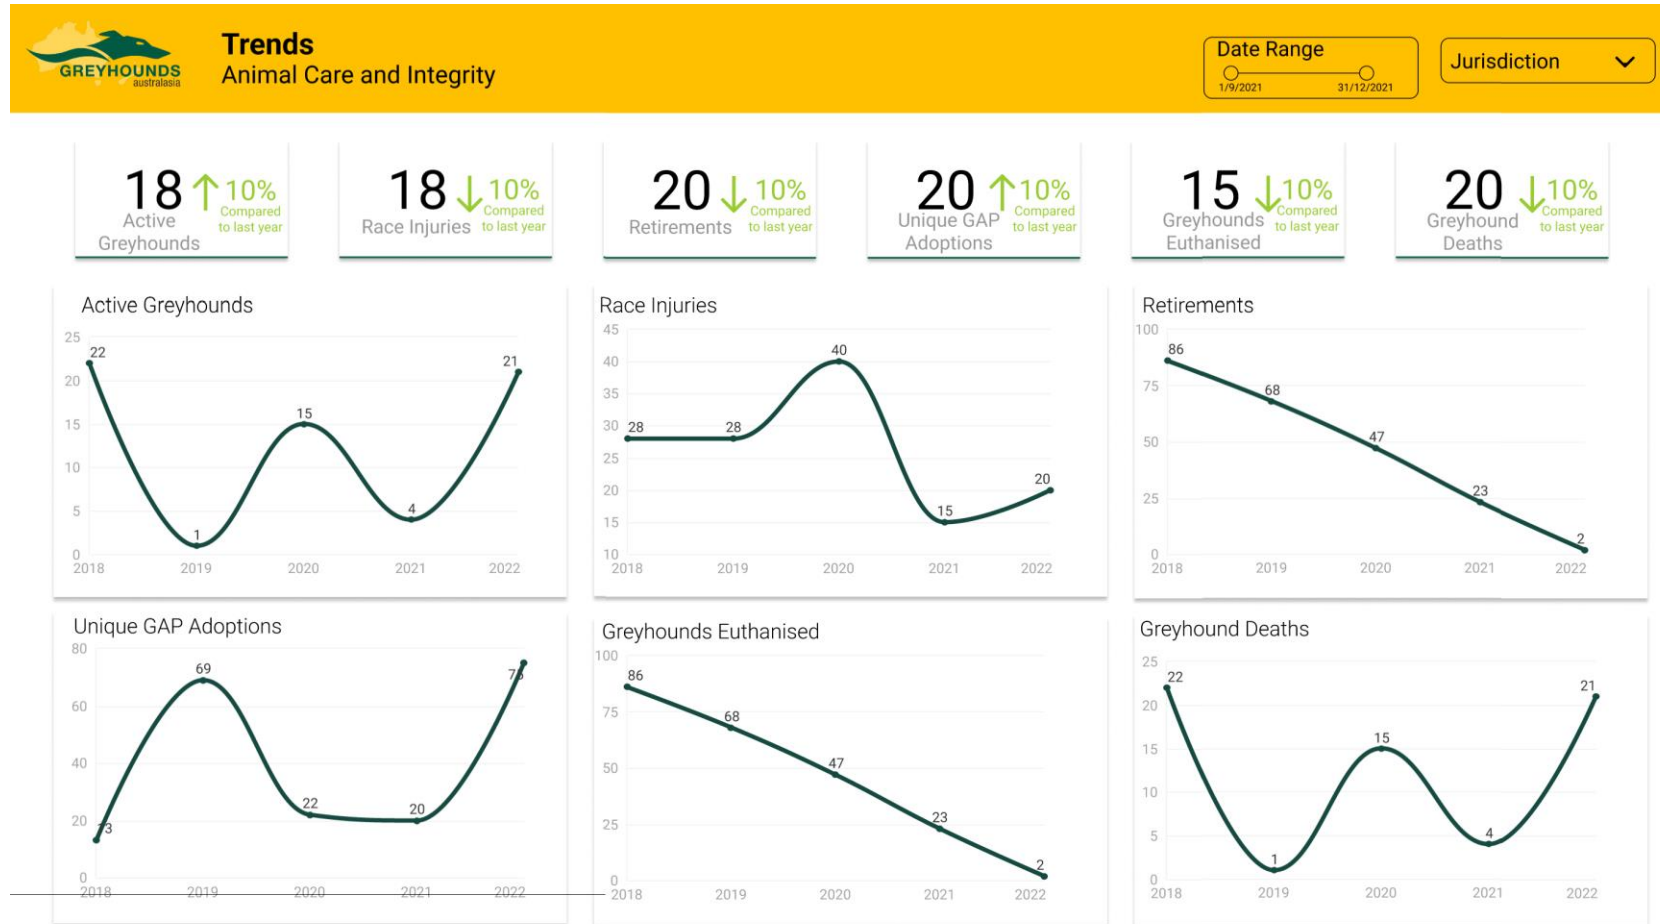 GREYHOUNDS
australasia
Trends
Animal Care and Integrity
Date Range
1/9/2021 31/12/2021
Jurisdiction
18 10%
Compared
to last year
Active
Greyhounds
18 10%
Compared
to last year
Race Injuries
20 10%
Compared
to last year
Retirements
20 10%
Compared
to last year
Unique GAP
Adoptions
15 10%
Compared
to last year
Greyhounds
Euthanised
20 10%
Compared
to last year
Greyhound
Deaths
Active Greyhounds
25
20
15
10
5
0
22
1
15
4
21
2018 2019 2020 2021 2022
Race Injuries
45
40
35
30
25
20
15
10
28
28
40
15
20
2018 2019 2020 2021 2022
Retirements
100
75
50
25
0
86
68
47
23
2
2018 2019 2020 2021 2022
Unique GAP Adoptions
80
60
40
20
0
69
22
20
2018 2019 2020 2021 2022
Greyhounds Euthanised
100
75
50
25
0
86
68
47
23
2
2018 2019 2020 2021 2022
Greyhound Deaths
25
20
15
10
5
0
22
1
15
4
21
2018 2019 2020 2021 2022